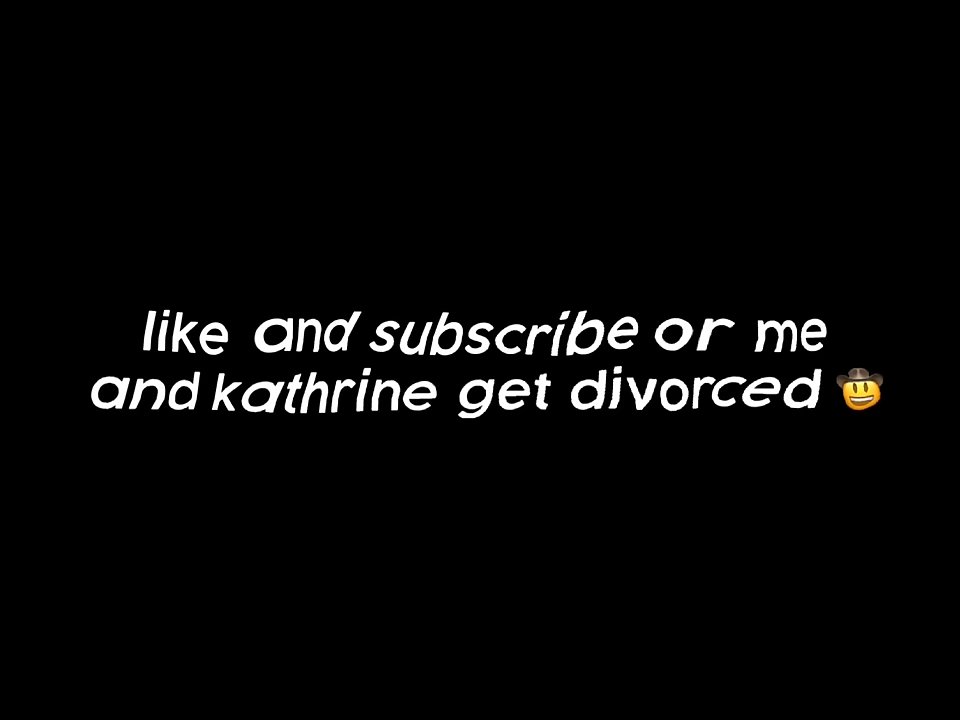 like and subscribe or me
and kathrine get divorced 🤠